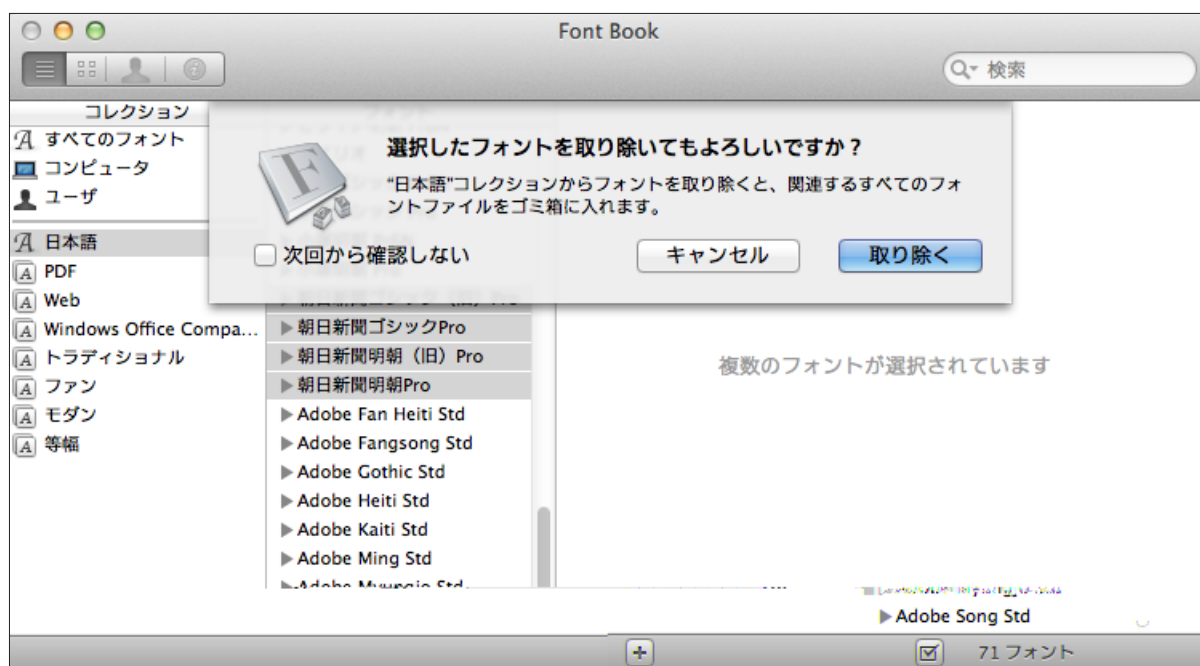 Font Book
検索
コレクション
すべてのフォント
コンピュータ
ユーザ
日本語
PDF
Web
Windows Office Compa...
トラディショナル
ファン
モダン
等幅
選択したフォントを取り除いてもよろしいですか？
“日本語”コレクションからフォントを取り除くと、関連するすべてのフォ
ントファイルをゴミ箱に入れます。
次回から確認しない
キャンセル
取り除く
朝日新聞ゴシックPro
朝日新聞明朝（旧）Pro
朝日新聞明朝Pro
Adobe Fan Heiti Std
Adobe Fangsong Std
Adobe Gothic Std
Adobe Heiti Std
Adobe Kaiti Std
Adobe Ming Std
複数のフォントが選択されています
Adobe Song Std
71 フォント